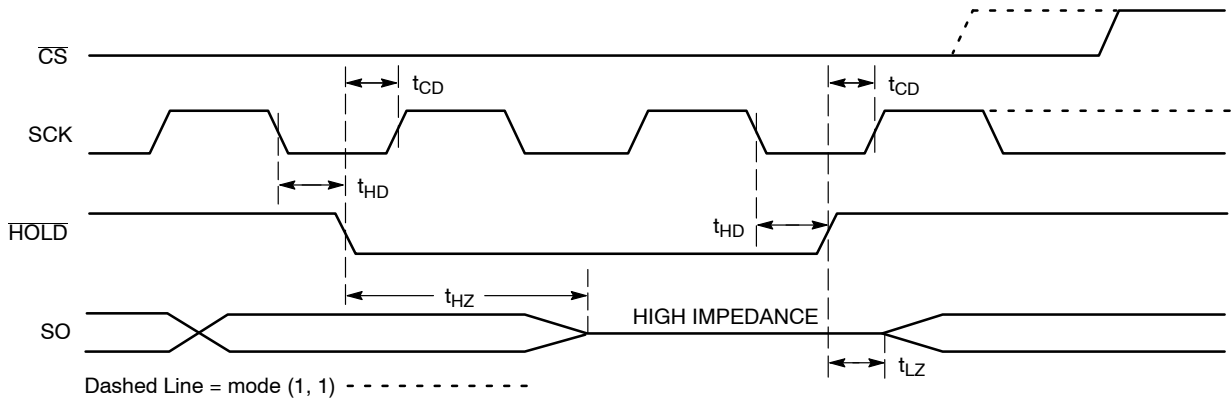 CS
tCD
tCD
SCK
tHD
HOLD
tHD
tHZ
HIGH IMPEDANCE
SO
tLZ
Dashed Line = mode (1, 1)